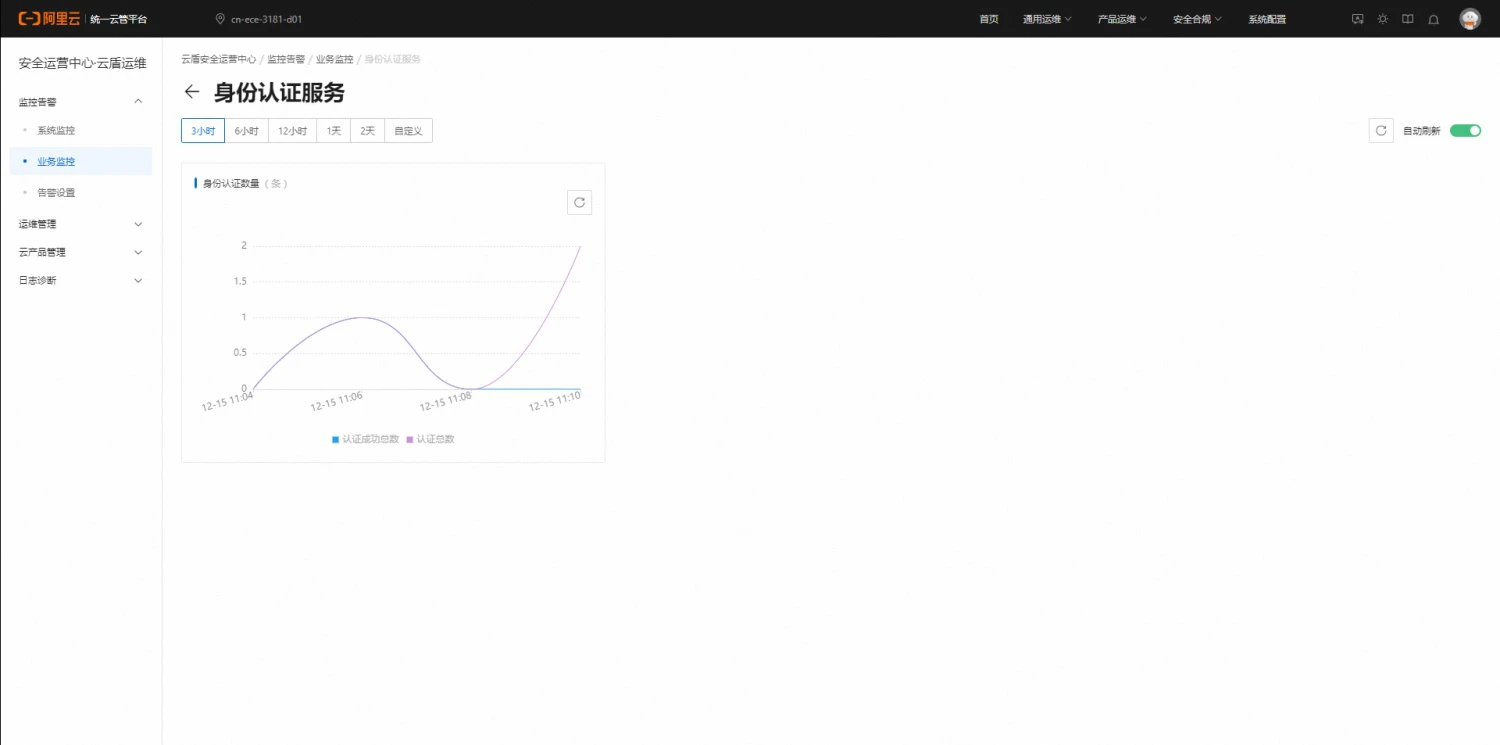 阿里云 统一云管平台 cn-ece-3181-d01 首页 通用运维 产品运维 安全合规 系统配置
安全运营中心·云盾运维
监控告警
系统监控
业务监控
告警设置
运维管理
云产品管理
日志诊断
云盾安全运营中心 / 监控告警 / 业务监控 / 身份认证服务
身份认证服务
3小时 6小时 12小时 1天 2天 自定义
自动刷新
身份认证数量 ( 条 )
2
1.5
1
0.5
0
12-15 11:04 12-15 11:06 12-15 11:08 12-15 11:10
认证成功总数 认证总数